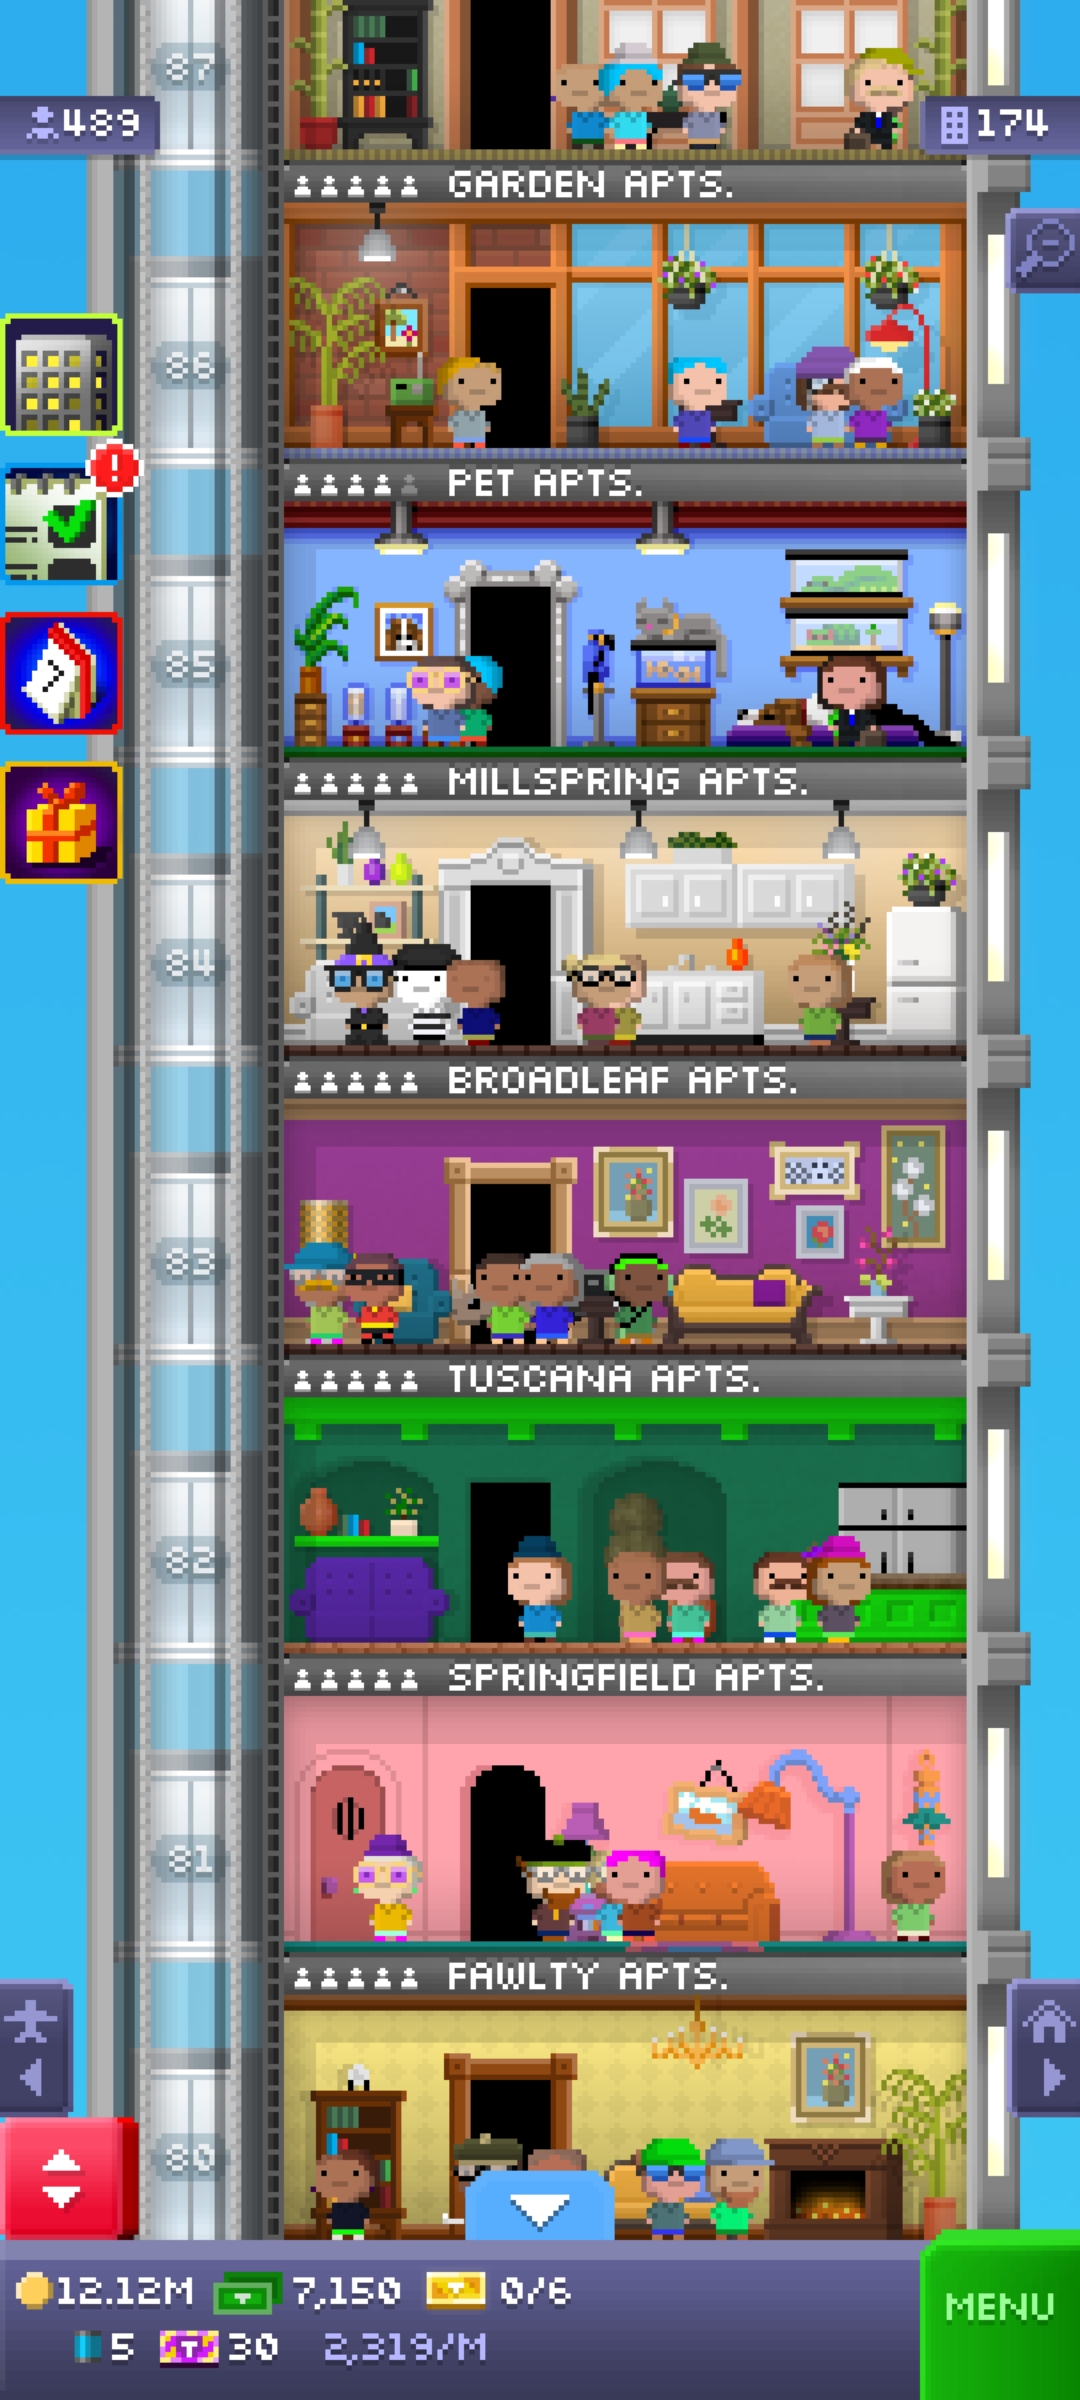 87
489
174
GARDEN APTS.
86
PET APTS.
85
MILLSPRING APTS.
84
BROADLEAF APTS.
83
TUSCANA APTS.
82
SPRINGFIELD APTS.
81
FAWLTY APTS.
80
12.12M 7,150 0/6
5 30 2,319/M
MENU